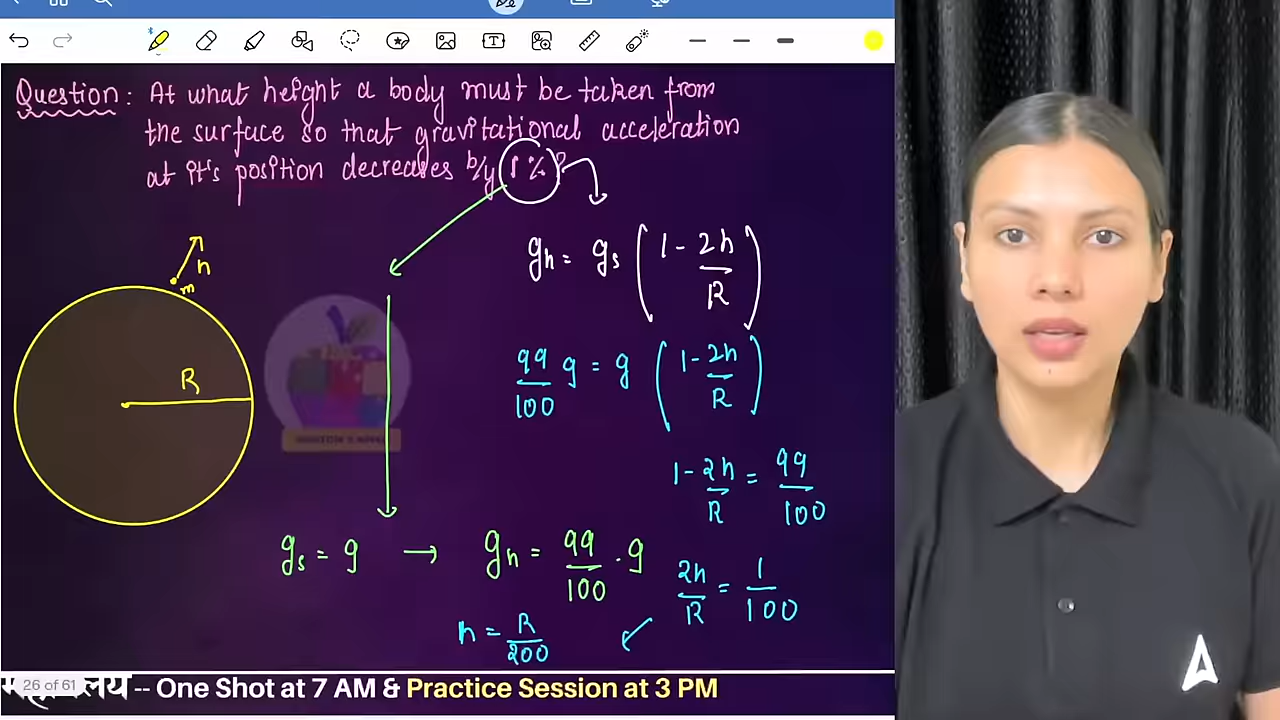 Question: At what height a body must be taken from
the surface so that gravitational acceleration
at it's position decreases b/y 1%?
h
m
R
gh = gs (1 - 2h/R)
99/100 g = g (1 - 2h/R)
1 - 2h/R = 99/100
gs = g → gh = 99/100 . g
2h/R = 1/100
h = R/200
26 of 61
-- One Shot at 7 AM & Practice Session at 3 PM